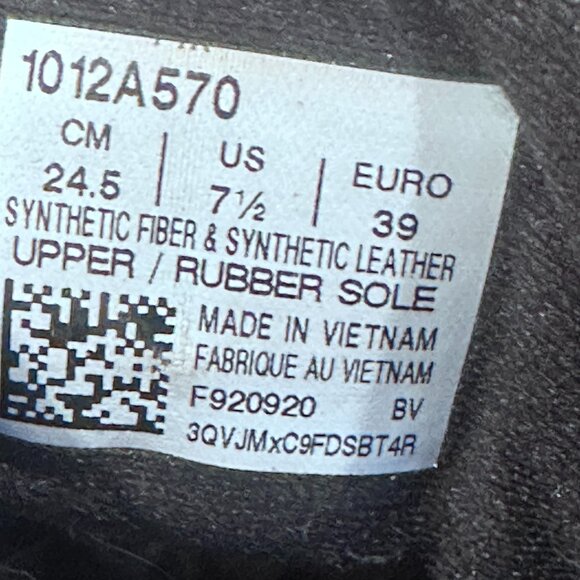 1012A570
CM | US | EURO
24.5 | 7½ | 39
SYNTHETIC FIBER & SYNTHETIC LEATHER
UPPER / RUBBER SOLE
MADE IN VIETNAM
FABRIQUE AU VIETNAM
F920920 BV
3QVJMxC9FDSBT4R